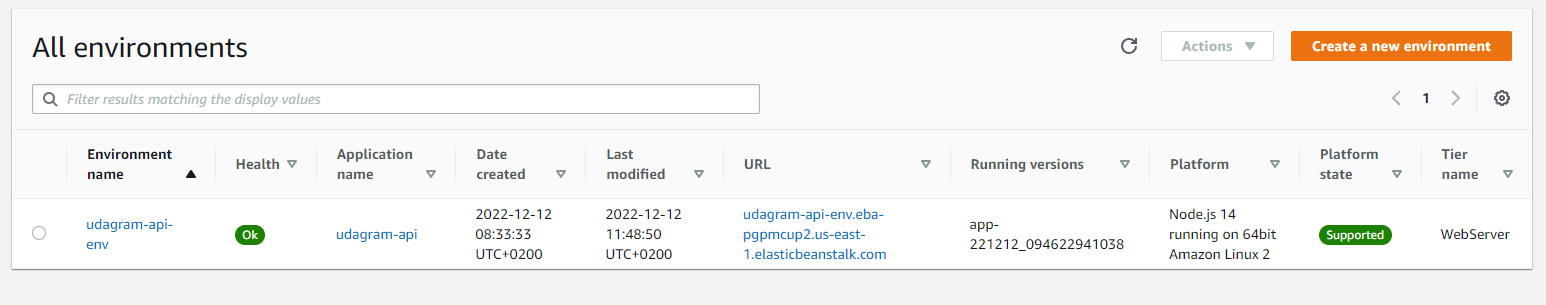 All environments
Actions
Create a new environment
Filter results matching the display values
1
Environment name
Health
Application name
Date created
Last modified
URL
Running versions
Platform
Platform state
Tier name
udagram-api-
env
Ok
udagram-api
2022-12-12
08:33:33
UTC+0200
2022-12-12
11:48:50
UTC+0200
udagram-api-env.eba-
pgpmcup2.us-east-
1.elasticbeanstalk.com
app-
221212_094622941038
Node.js 14
running on 64bit
Amazon Linux 2
Supported
WebServer